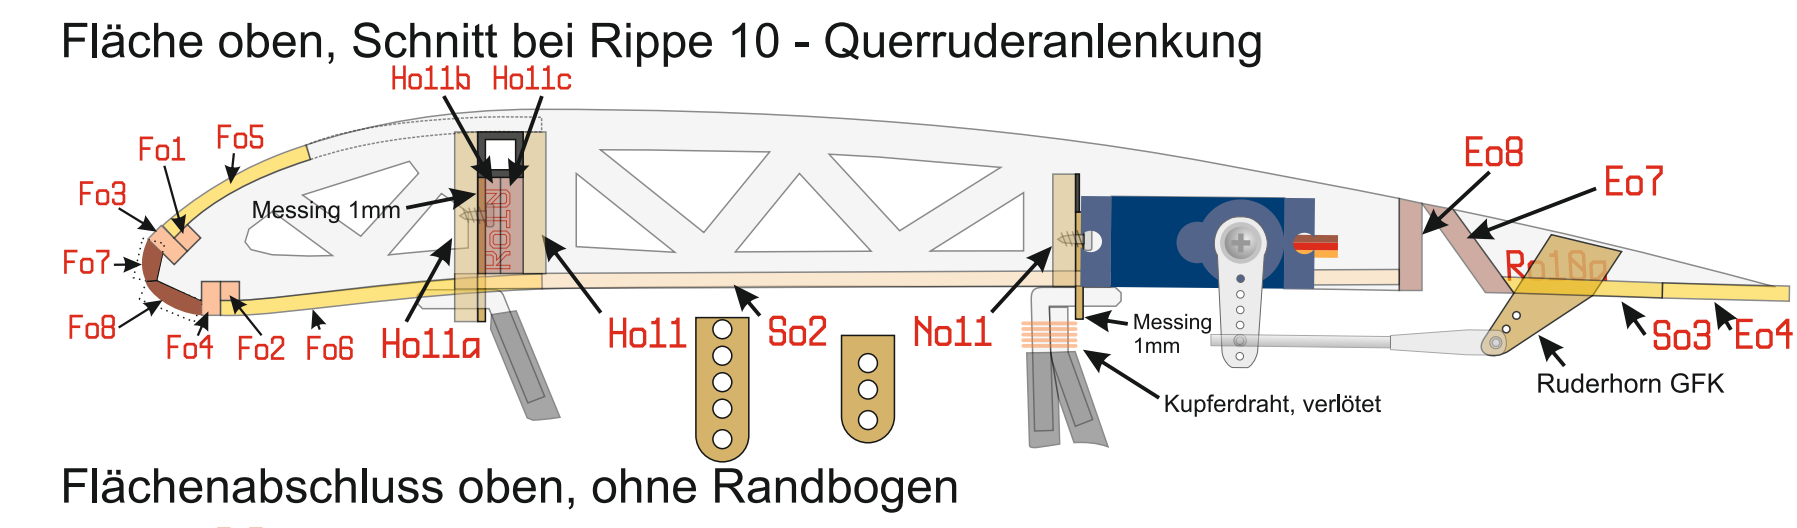 Fläche oben, Schnitt bei Rippe 10 - Querruderanlenkung
Ho11b Ho11c
Fo1 Fo5
Eo8
Eo7
Fo3
Messing 1mm
Ro10
Fo7
Ro10a
Fo8
Fo4 Fo2 Fo6 Ho11a
Ho11 So2 No11
Messing
1mm
So3 Eo4
Ruderhorn GFK
Kupferdraht, verlötet
Flächenabschluss oben, ohne Randbogen